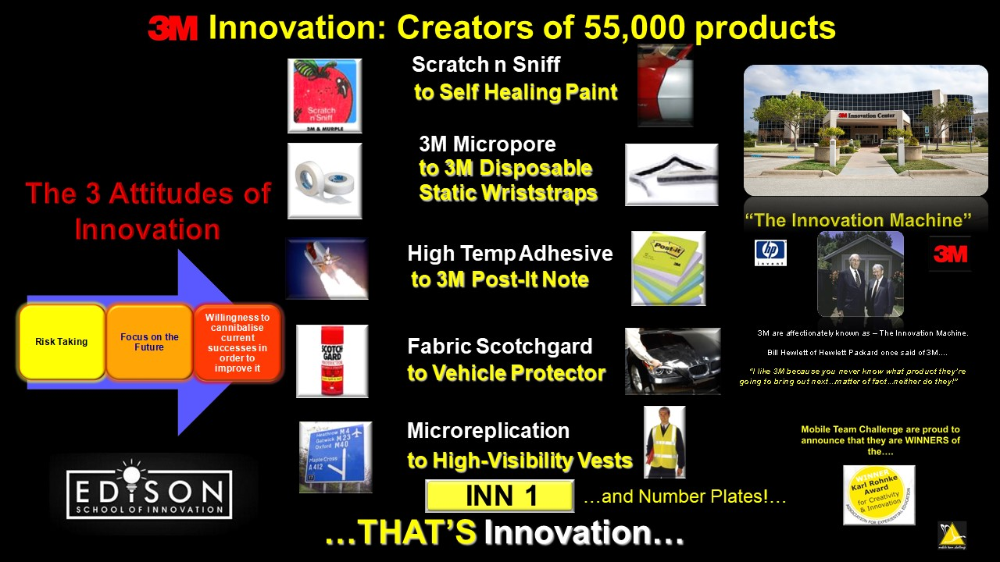 3M Innovation: Creators of 55,000 products
Scratch n Sniff
to Self Healing Paint
Scratch
n'Sniff
3M & MURPLE
3M Micropore
to 3M Disposable
Static Wriststraps
3M Innovation Center
The 3 Attitudes of
Innovation
Risk Taking
Focus on the
Future
Willingness to
cannibalise
current
successes in
order to
improve it
High Temp Adhesive
to 3M Post-It Note
Post-it
“The Innovation Machine”
hp
invent
3M
3M are affectionately known as – The Innovation Machine.
Bill Hewlett of Hewlett Packard once said of 3M….
“I like 3M because you never know what product they’re
going to bring out next…matter of fact…neither do they!”
Fabric Scotchgard
to Vehicle Protector
SCOTCH
GARD
PROTECTOR
Microreplication
to High-Visibility Vests
Heathrow M4
Gatwick M23
Oxford M40
Maple Cross
A 412
17
INN 1
…and Number Plates!…
…THAT’S Innovation…
EDiSON
SCHOOL OF INNOVATION
Mobile Team Challenge are proud to
announce that they are WINNERS of
the….
WINNER
Karl Rohnke
Award
for Creativity
& Innovation
ASSOCIATION FOR EXPERIENTIAL EDUCATION
mobile team challenge